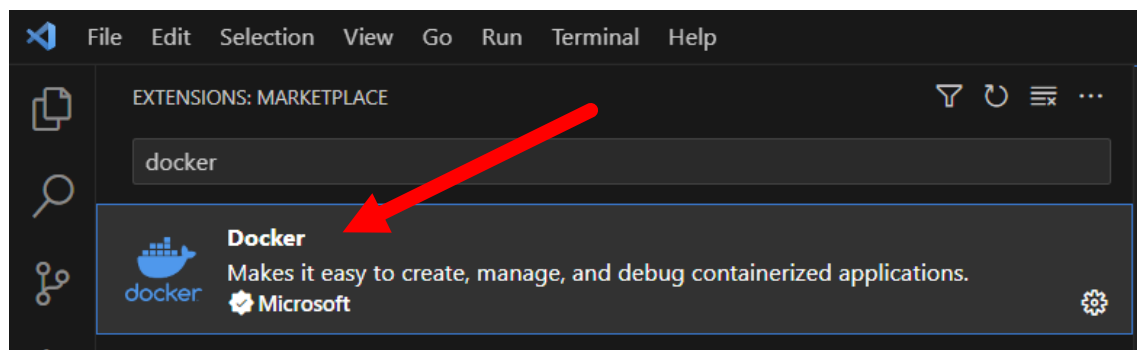 File Edit Selection View Go Run Terminal Help
EXTENSIONS: MARKETPLACE
docker
Docker
Makes it easy to create, manage, and debug containerized applications.
docker
Microsoft